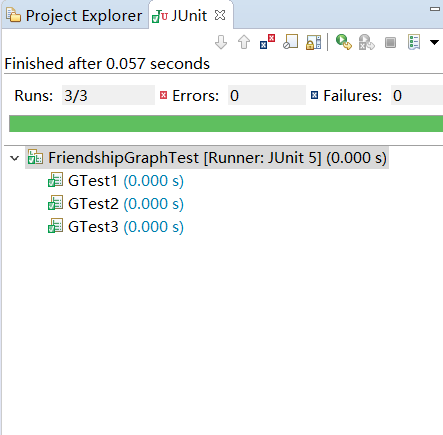 Project Explorer JUnit
Finished after 0.057 seconds
Runs: 3/3 Errors: 0 Failures: 0
FriendshipGraphTest [Runner: JUnit 5] (0.000 s)
GTest1 (0.000 s)
GTest2 (0.000 s)
GTest3 (0.000 s)